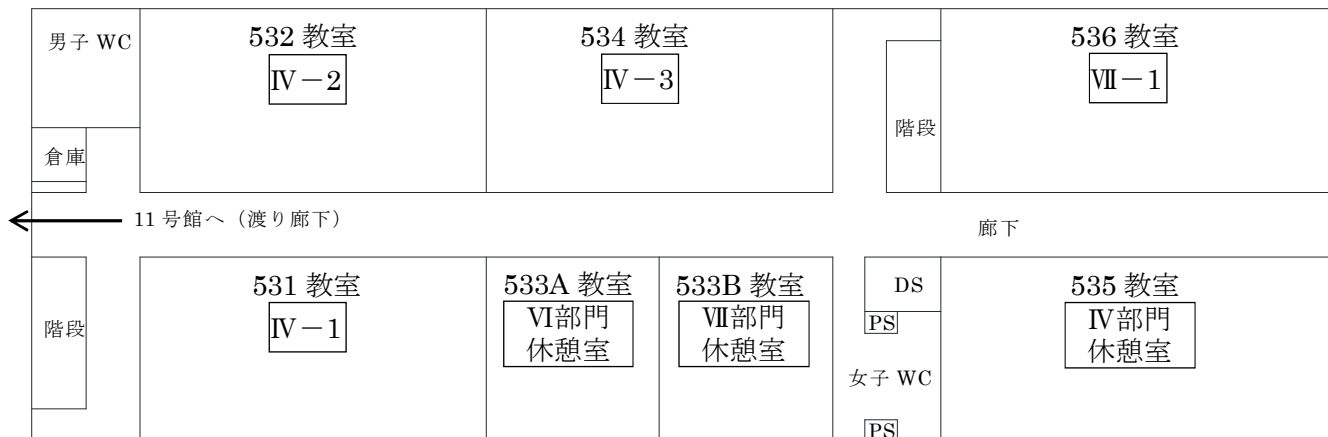 男子 WC
532 教室
Ⅳ－2
534 教室
Ⅳ－3
536 教室
Ⅶ－1
階段
倉庫
11 号館へ（渡り廊下）
廊下
531 教室
Ⅳ－1
533A 教室
Ⅵ部門
休憩室
533B 教室
Ⅶ部門
休憩室
DS
PS
535 教室
Ⅳ部門
休憩室
階段
女子 WC
PS